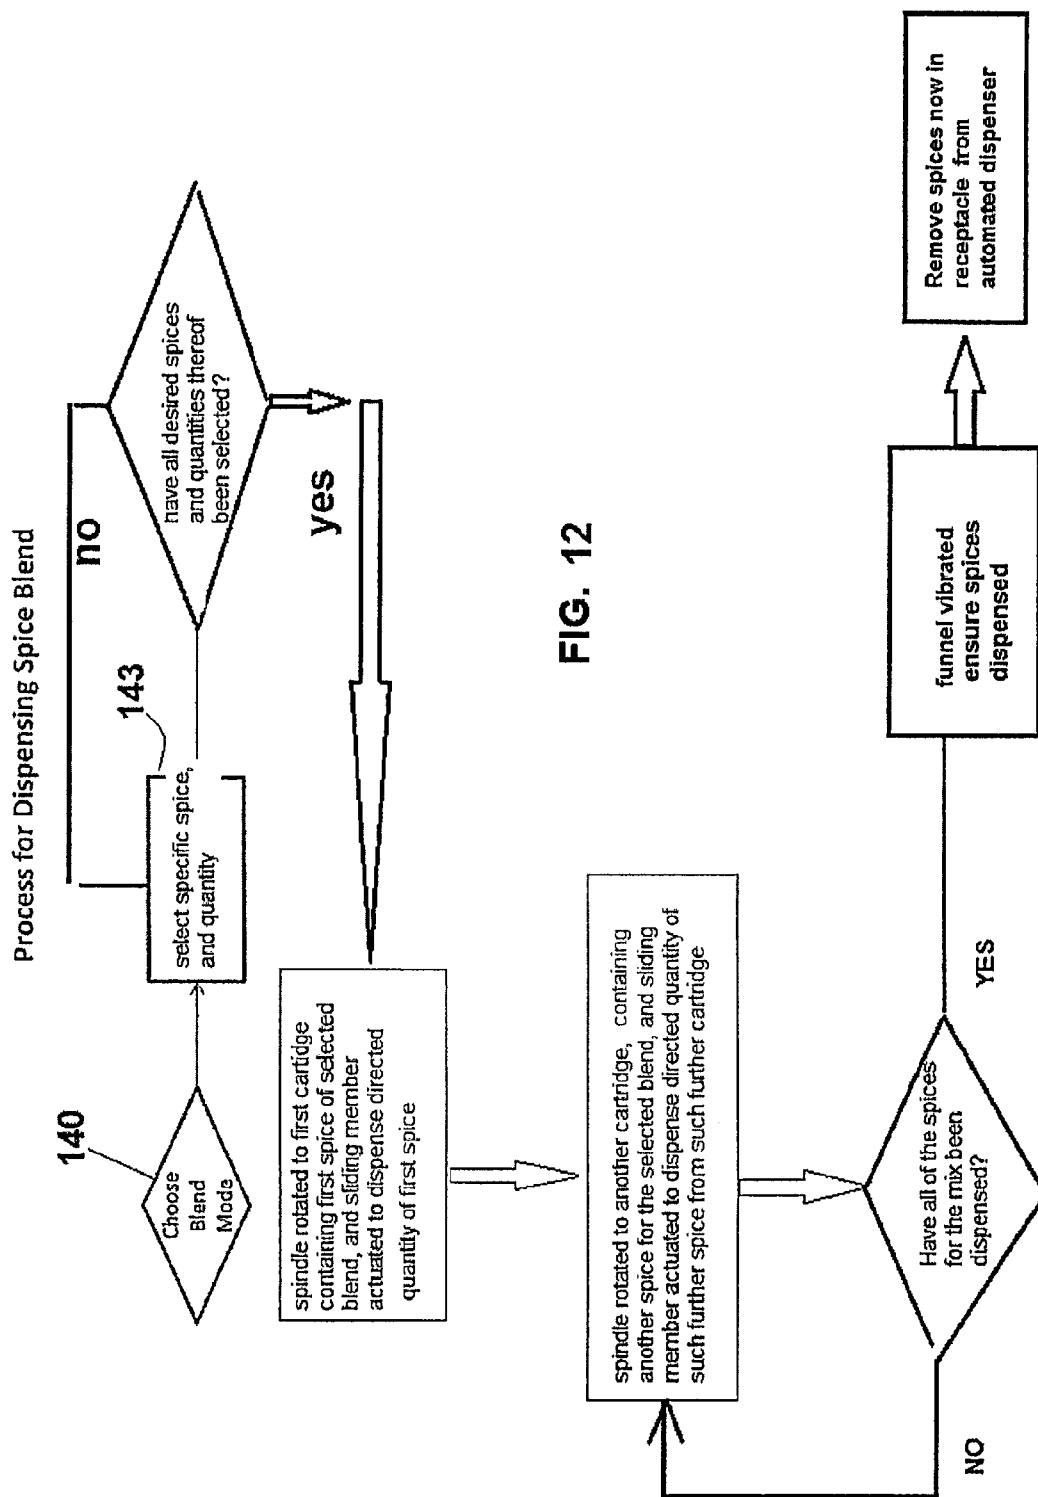 Process for Dispensing Spice Blend
140
Choose
Blend
Mode
143
select specific spice,
and quantity
no
have all desired spices
and quantities thereof
been selected?
yes
spindle rotated to first cartidge
containing first spice of selected
blend, and sliding member
actuated to dispense directed
quantity of first spice
FIG. 12
spindle rotated to another cartridge, containing
another spice for the selected blend, and sliding
member actuated to dispense directed quantity of
such further spice from such further cartridge
Have all of the spices
for the mix been
dispensed?
NO
YES
funnel vibrated
ensure spices
dispensed
Remove spices now in
receptacle from
automated dispenser